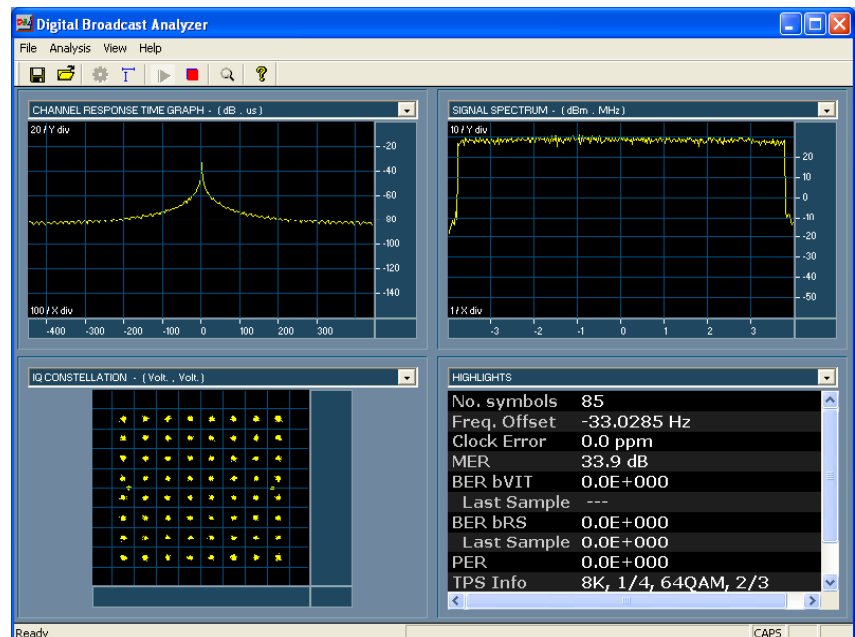 Digital Broadcast Analyzer
File Analysis View Help
CHANNEL RESPONSE TIME GRAPH - ( dB . us )
20 / Y div
-20
-40
-60
-80
-100
-120
-140
100 / X div
-400 -300 -200 -100 0 100 200 300
SIGNAL SPECTRUM - ( dBm . MHz )
10 / Y div
20
10
0
-10
-20
-30
-40
-50
1 / X div
-3 -2 -1 0 1 2 3
IQ CONSTELLATION - ( Volt. , Volt. )
HIGHLIGHTS
No. symbols 85
Freq. Offset -33.0285 Hz
Clock Error 0.0 ppm
MER 33.9 dB
BER bVIT 0.0E+000
Last Sample ---
BER bRS 0.0E+000
Last Sample 0.0E+000
PER 0.0E+000
TPS Info 8K, 1/4, 64QAM, 2/3
Ready
CAPS